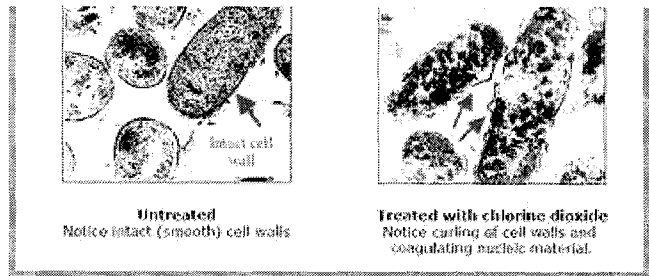 Intact cell
wall
Untreated
Notice intact (smooth) cell walls
Treated with chlorine dioxide
Notice curling of cell walls and
coagulating nucleic material.